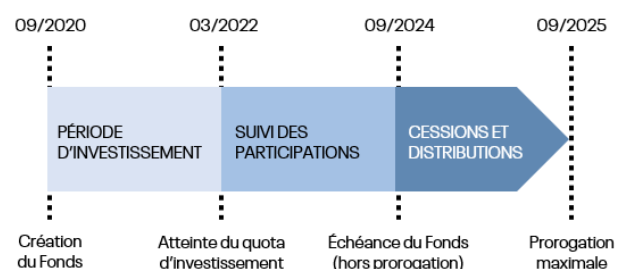 09/2020
03/2022
09/2024
09/2025
PÉRIODE
D'INVESTISSEMENT
SUIVI DES
PARTICIPATIONS
CESSIONS ET
DISTRIBUTIONS
Création
du Fonds
Atteinte du quota
d'investissement
Échéance du Fonds
(hors prorogation)
Prorogation
maximale